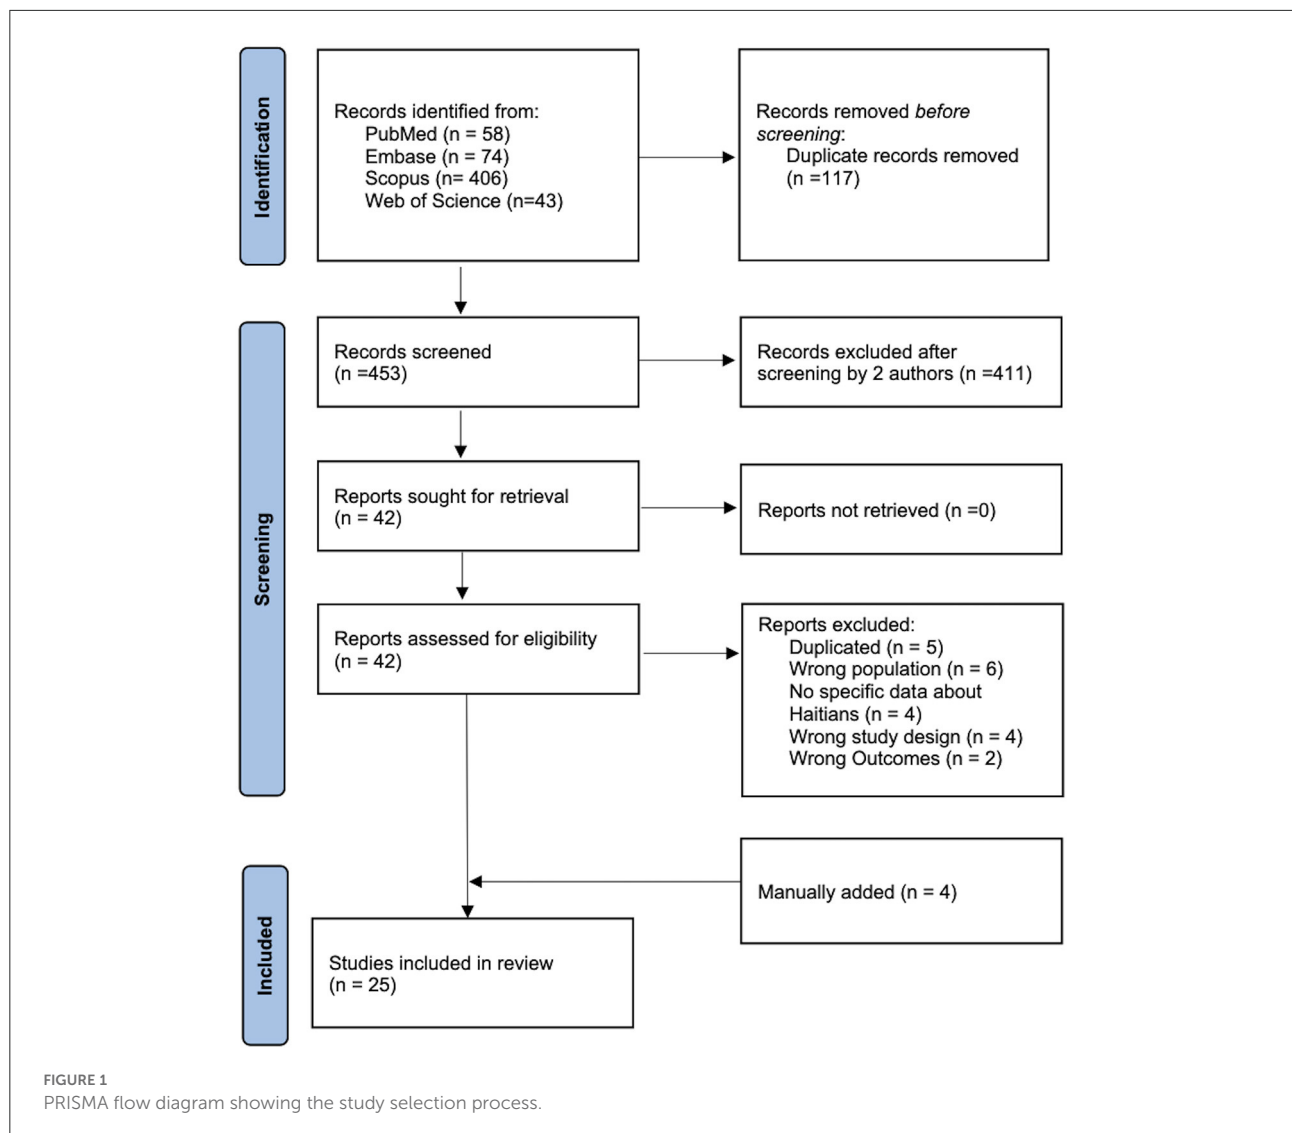 Identification
Records identified from:
PubMed (n = 58)
Embase (n = 74)
Scopus (n= 406)
Web of Science (n=43)
Records removed before
screening:
Duplicate records removed
(n =117)
Screening
Records screened
(n =453)
Records excluded after
screening by 2 authors (n =411)
Reports sought for retrieval
(n = 42)
Reports not retrieved (n =0)
Reports assessed for eligibility
(n = 42)
Reports excluded:
Duplicated (n = 5)
Wrong population (n = 6)
No specific data about
Haitians (n = 4)
Wrong study design (n = 4)
Wrong Outcomes (n = 2)
Included
Manually added (n = 4)
Studies included in review
(n = 25)
FIGURE 1
PRISMA flow diagram showing the study selection process.